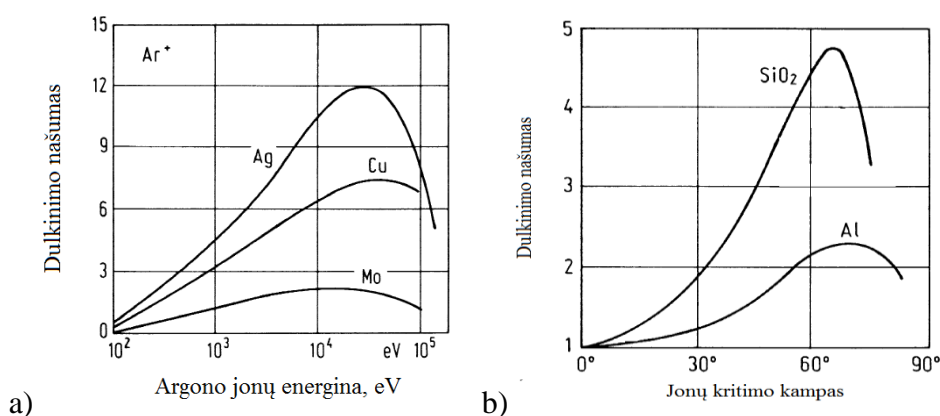 Dulkinimo našumas
15
12
9
6
3
0
Ar⁺
Ag
Cu
Mo
10² 10³ 10⁴ eV 10⁵
Argono jonų energina, eV
a)
Dulkinimo našumas
5
4
3
2
1
SiO₂
Al
0° 30° 60° 90°
Jonų kritimo kampas
b)